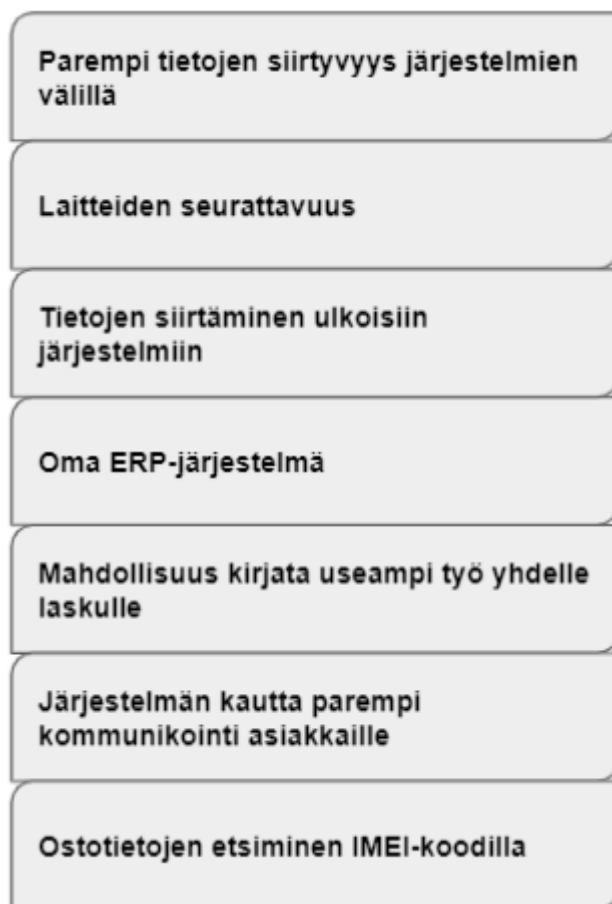 Parempi tietojen siirtyvyys järjestelmien
välillä
Laitteiden seurattavuus
Tietojen siirtäminen ulkoisiin
järjestelmiin
Oma ERP-järjestelmä
Mahdollisuus kirjata useampi työ yhdelle
laskulle
Järjestelmän kautta parempi
kommunikointi asiakkaille
Ostotietojen etsiminen IMEI-koodilla